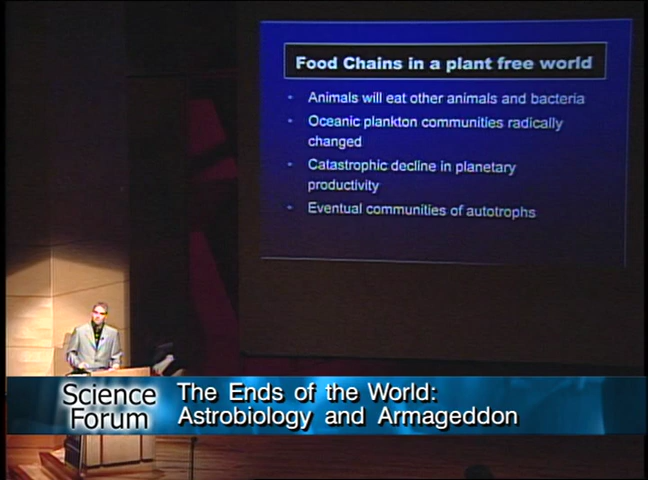 Food Chains in a plant free world
Animals will eat other animals and bacteria
Oceanic plankton communities radically
changed
Catastrophic decline in planetary
productivity
Eventual communities of autotrophs
Science
Forum
The Ends of the World:
Astrobiology and Armageddon